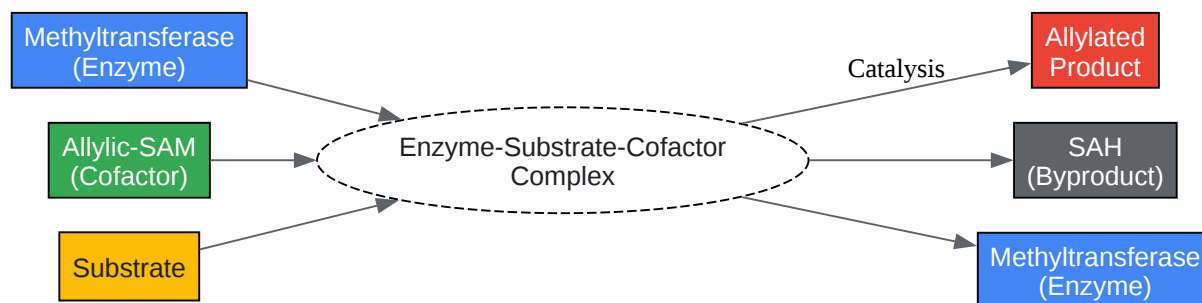 Methyltransferase
(Enzyme)
Allylic-SAM
(Cofactor)
Substrate
Enzyme-Substrate-Cofactor
Complex
Catalysis
Allylated
Product
SAH
(Byproduct)
Methyltransferase
(Enzyme)